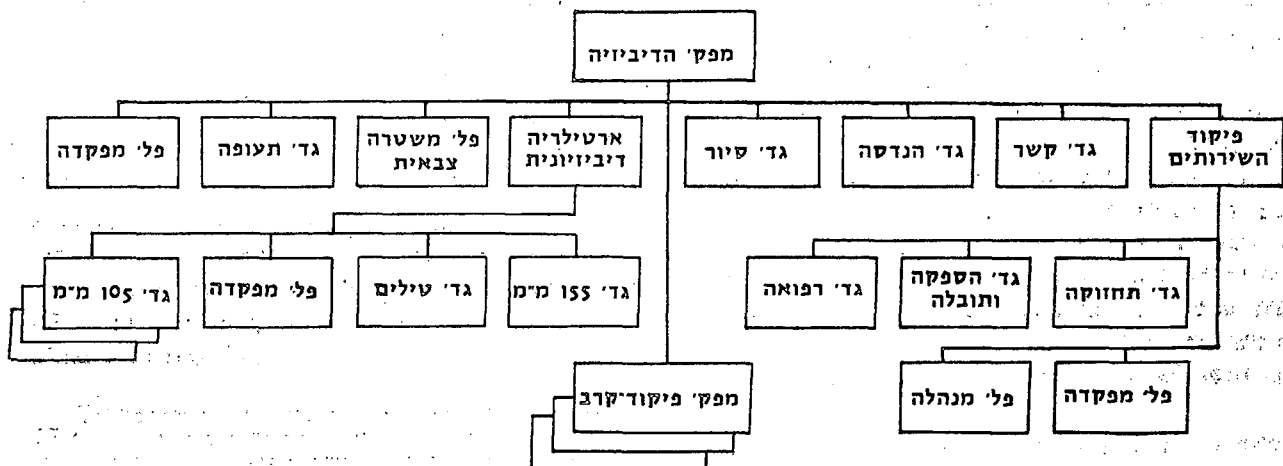 מפק' הדיביזיה
פיקוד
השירותים
גד' קשר
גד' הנדסה
גד' סיור
ארטילריה
דיביזיונית
פל' משטרה
צבאית
גד' תעופה
פל' מפקדה
גד' תחזוקה
גד' הספקה
ותובלה
גד' רפואה
גד' 155 מ"מ
גד' טילים
פל' מפקדה
גד' 105 מ"מ
פל' מפקדה
פל' מנהלה
מפק' פיקוד־קרב